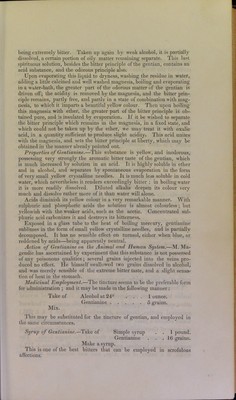 being extremely bitter. Taken up again by weak alcohol, it is partially
dissolved, a certain portion of oily matter remaining separate. This last
spirituous solution, besides the bitter principle of the gentian, contains an
acid substance, and the odorous principle also.
Upon evaporating this liquid to dryness, washing the residue in water,
adding a little calcined and well washed magnesia, boiling and evaporating
in a water-bath, the greater part of the odorous matter of the gentian is
driven off; the acidity is removed by the magnesia, and the bitter prin-
ciple remains, partly free, and partly in a state of combination with mag-
nesia, to which it imparts a beautiful yellow colour. Then upon boiling
this magnesia with ether, the greater part of the bitter principle is ob-
tained pure, and is insulated by evaporation. If it be wished to separate
the bitter principle which remains in the magnesia, in a fixed state, and
which could not be taken up by the ether, we may treat it with oxalic
acid, in a quantity sufficient to produce slight acidity. This acid unites
with the magnesia, and sets the bitter principle at liberty, which may be
obtained in the manner already pointed out.
Properties of Gentianine.—This substance is yellow, and inodorous,
possessing very strongly the aromatic bitter taste of the gentian, which
is much increased by solution in an acid. It is highly soluble in ether
and in alcohol, and separates by spontaneous evaporation in the form
of very small yellow crystalline needles. It is much less soluble in cold
water, which nevertheless it renders exceedingly bitter: in boiling water
it is more readily dissolved. Diluted alkalis deepen its colour very
much and dissolve rather more of it than water will alone.
Acids diminish its yellow colour in a very remarkable manner. With
sulphuric and phosphoric acids the solution is almost colourless; but
yellowish with the weaker acids, such as the acetic. Concentrated sul-
phuric acid carbonizes it and destroys its bitterness.
Exposed in a glass tube to the heat of boiling mercury, gentianine
sublimes in the form of small yellow crystalline needles, and is partially
decomposed. It has no sensible effect on turnsol, either when blue, or
reddened by acids—being apparently neutral.
Action of Gentianine on the Animal and Human System.—M. Ma-
gendie has ascertained by experiment that this substance is not possessed
of any poisonous qualities; several grains injected into the veins pro-
duced no effect. He himself swallowed two grains dissolved in alcohol,
and was merely sensible of the extreme bitter taste, and a slight sensa-
tion of heat in the stomach.
Medicinal Employment.—The tincture seems to be the preferable form
for administration; and it may be made in the following manner:
Take of Alcohol at 24° . . . 1 ounce.
Gentianine . . . . 5 grains.
Mix.
This may be substituted for the tincture of gentian, and employed in
the same circumstances.
Syrup of Gentianine.—Take of Simple syrup . 1 pound.
Gentianine . . 16 grains.
Make a syrup.
This is one of the best bitters that can be employed in scrofulous
affections.